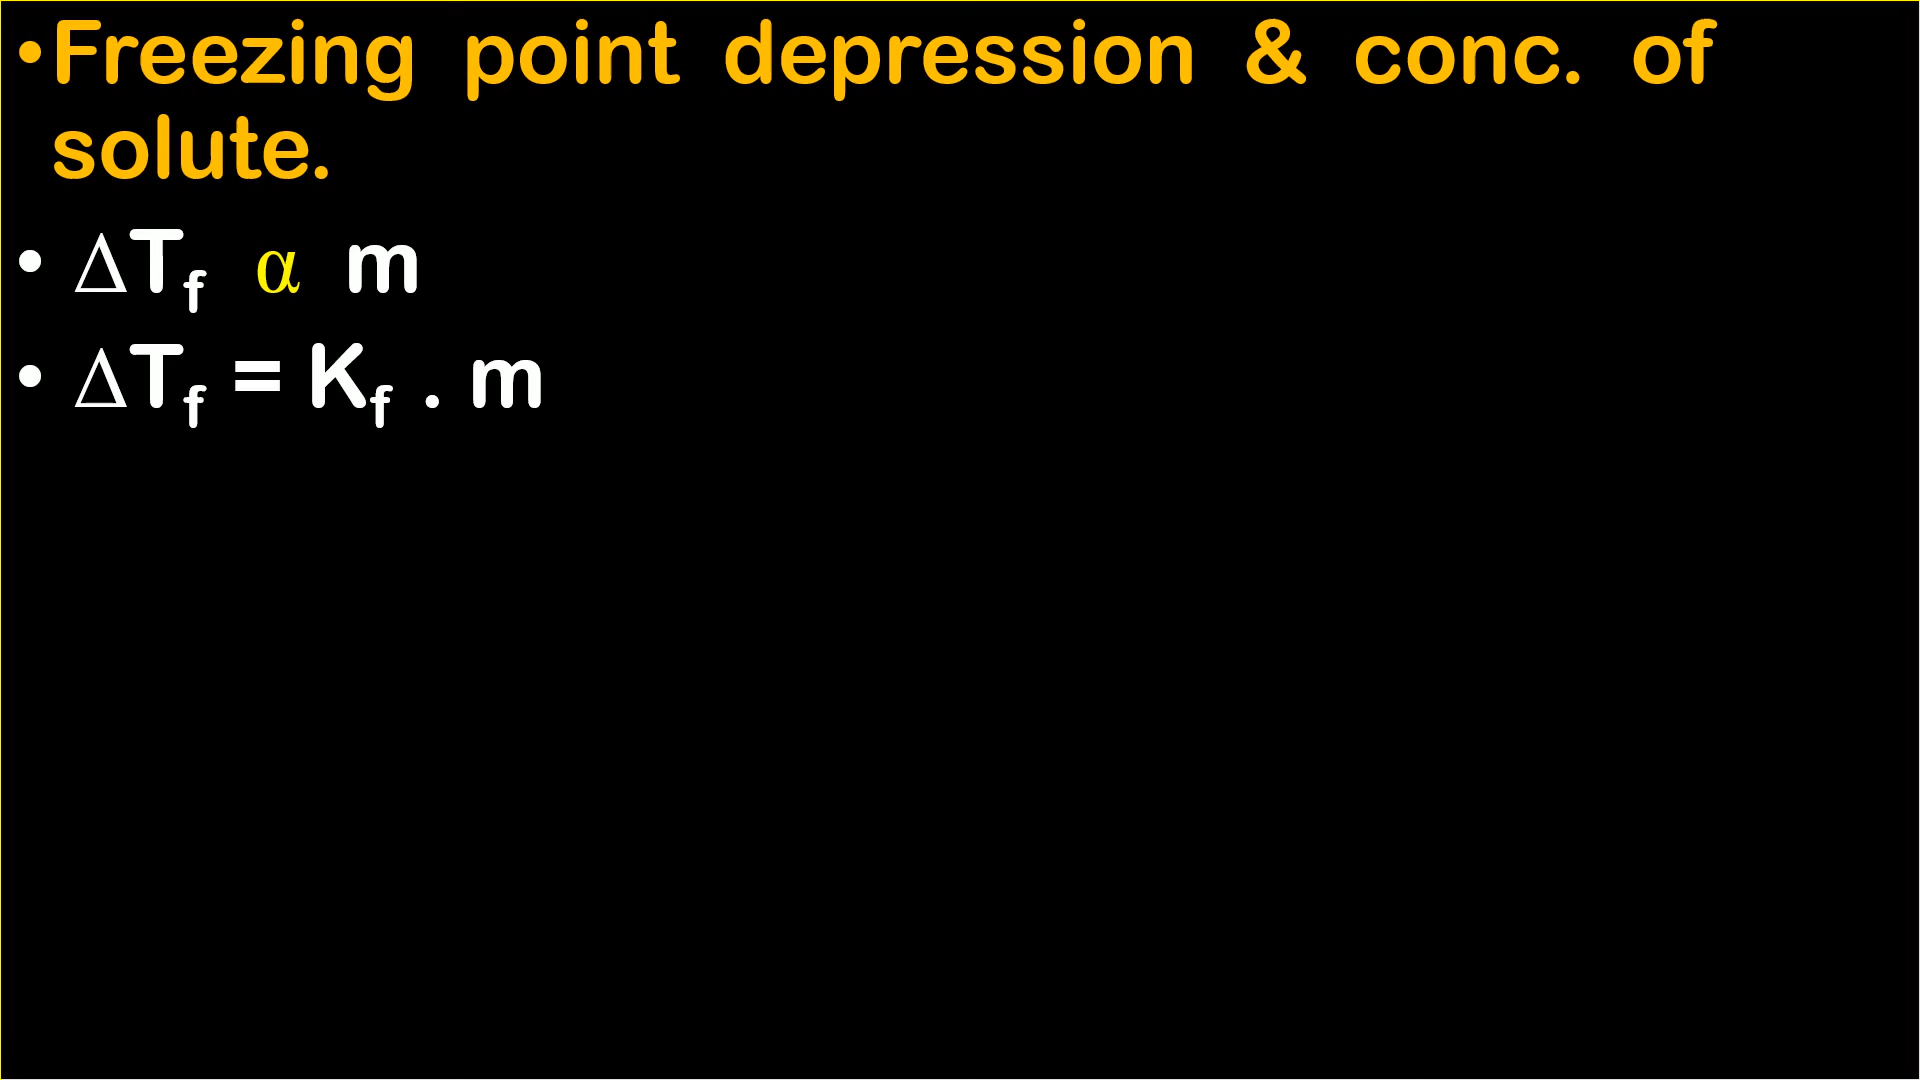 •Freezing point depression & conc. of
solute.
• ΔTf α m
• ΔTf = Kf . m